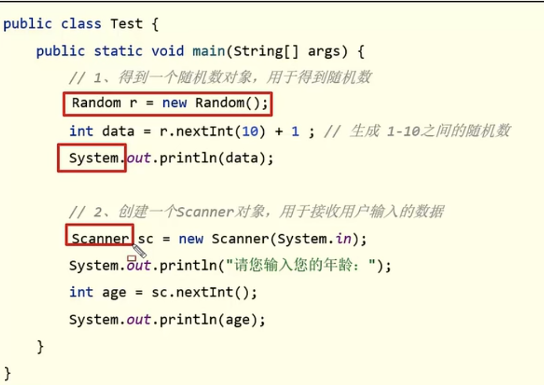 public class Test {
public static void main(String[] args) {
// 1、得到一个随机数对象，用于得到随机数
Random r = new Random();
int data = r.nextInt(10) + 1 ; // 生成 1-10之间的随机数
System.out.println(data);
// 2、创建一个Scanner对象，用于接收用户输入的数据
Scanner sc = new Scanner(System.in);
System.out.println("请您输入您的年龄：");
int age = sc.nextInt();
System.out.println(age);
}
}